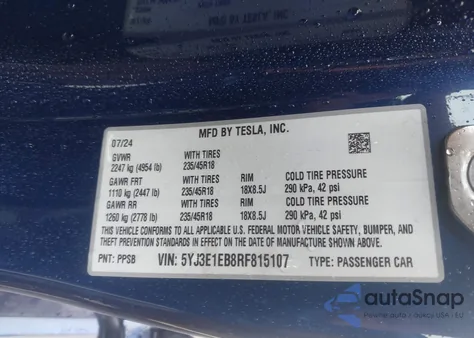 MFD BY TESLA, INC.
07/24
GVWR WITH TIRES
2247 kg (4954 lb) 235/45R18
GAWR FRT WITH TIRES RIM COLD TIRE PRESSURE
1110 kg (2447 lb) 235/45R18 18X8.5J 290 kPa, 42 psi
GAWR RR WITH TIRES RIM COLD TIRE PRESSURE
1260 kg (2778 lb) 235/45R18 18X8.5J 290 kPa, 42 psi
THIS VEHICLE CONFORMS TO ALL APPLICABLE U.S. FEDERAL MOTOR VEHICLE SAFETY, BUMPER, AND
THEFT PREVENTION STANDARDS IN EFFECT ON DATE OF MANUFACTURE SHOWN ABOVE.
PNT: PPSB VIN: 5YJ3E1EB8RF815107 TYPE: PASSENGER CAR
autaSnap